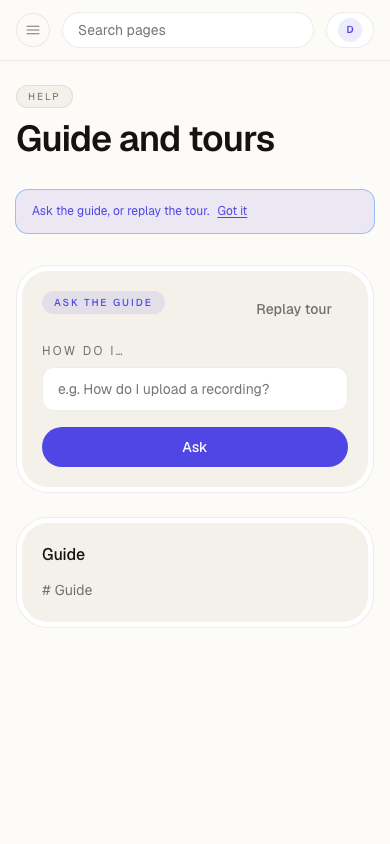 Search pages
D
HELP
Guide and tours
Ask the guide, or replay the tour. Got it
ASK THE GUIDE
Replay tour
HOW DO I…
e.g. How do I upload a recording?
Ask
Guide
# Guide